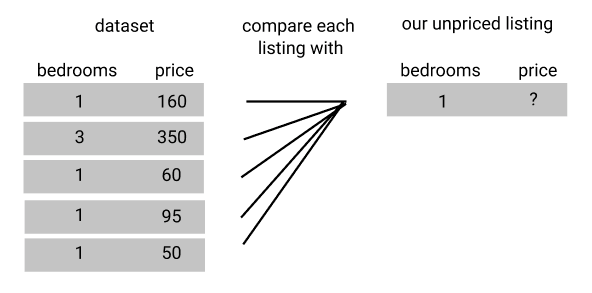 dataset
bedrooms price
1 160
3 350
1 60
1 95
1 50
compare each
listing with
our unpriced listing
bedrooms price
1 ?